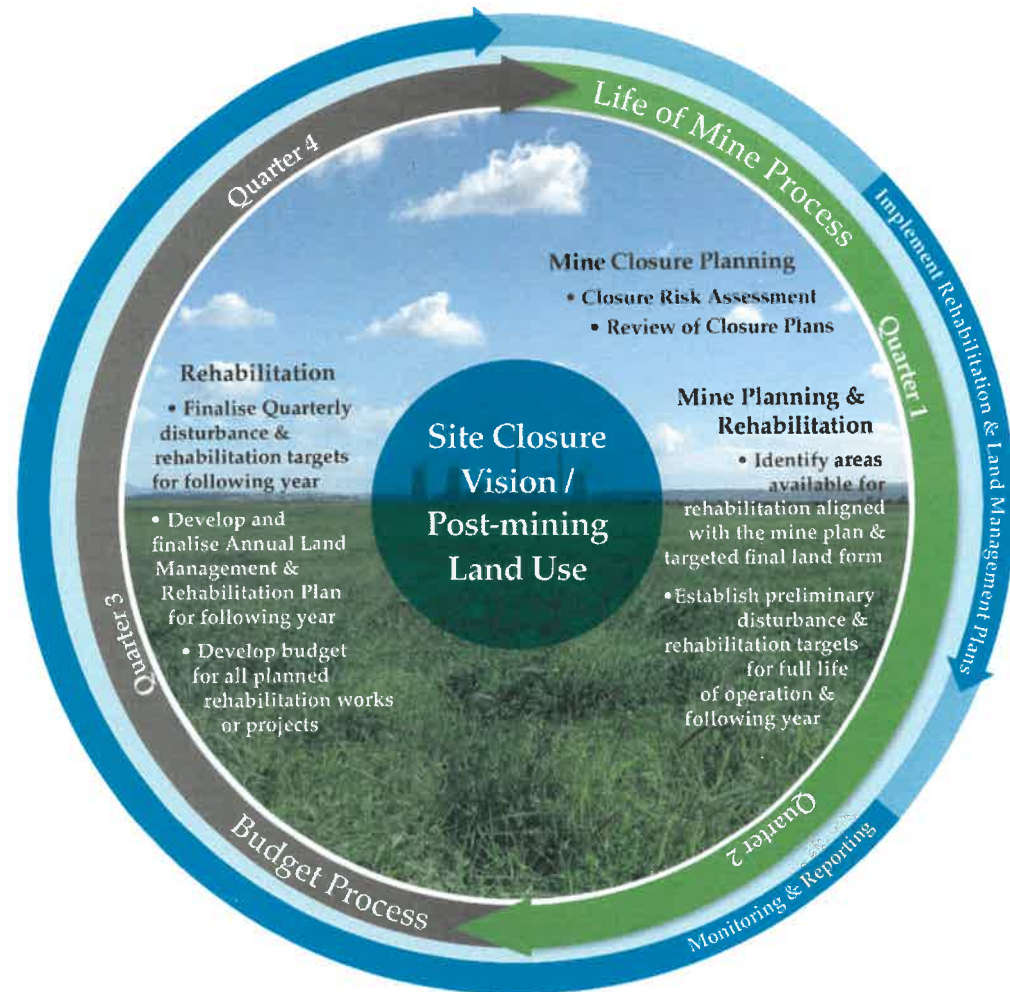 Life of Mine Process
Quarter 1
Quarter 2
Budget Process
Quarter 3
Quarter 4
Implement Rehabilitation & Land Management Plans
Monitoring & Reporting
Mine Closure Planning
• Closure Risk Assessment
• Review of Closure Plans
Mine Planning &
Rehabilitation
• Identify areas
available for
rehabilitation aligned
with the mine plan &
targeted final land form
•Establish preliminary
disturbance &
rehabilitation targets
for full life
of operation &
following year
Rehabilitation
• Finalise Quarterly
disturbance &
rehabilitation targets
for following year
• Develop and
finalise Annual Land
Management &
Rehabilitation Plan
for following year
• Develop budget
for all planned
rehabilitation works
or projects
Site Closure
Vision /
Post-mining
Land Use